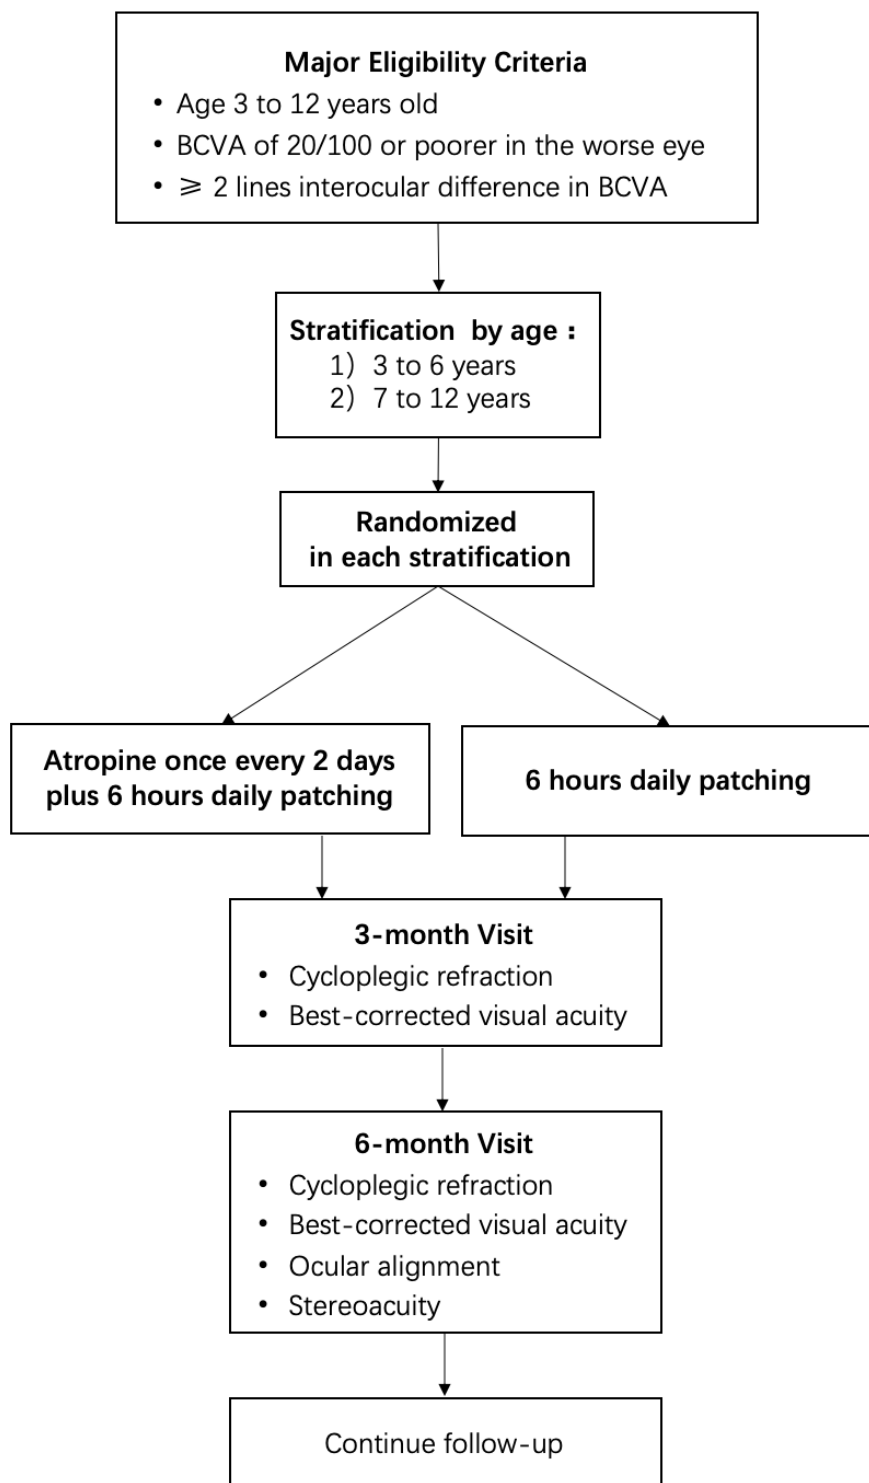 Major Eligibility Criteria
• Age 3 to 12 years old
• BCVA of 20/100 or poorer in the worse eye
• ⩾ 2 lines interocular difference in BCVA
Stratification by age：
1）3 to 6 years
2）7 to 12 years
Randomized
in each stratification
Atropine once every 2 days
plus 6 hours daily patching
6 hours daily patching
3-month Visit
• Cycloplegic refraction
• Best-corrected visual acuity
6-month Visit
• Cycloplegic refraction
• Best-corrected visual acuity
• Ocular alignment
• Stereoacuity
Continue follow-up